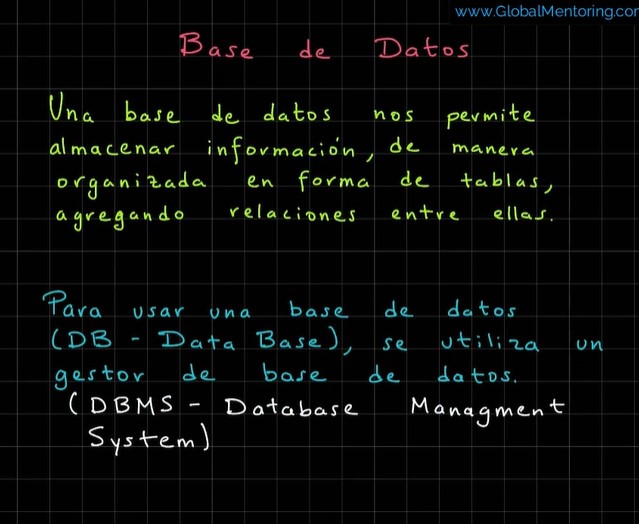 www.GlobalMentoring.com
Base de Datos
Una base de datos nos permite
almacenar información, de manera
organizada en forma de tablas,
agregando relaciones entre ellas.
Para usar una base de datos
(DB - Data Base), se utiliza un
gestor de base de datos.
(DBMS - Database Managment
System)